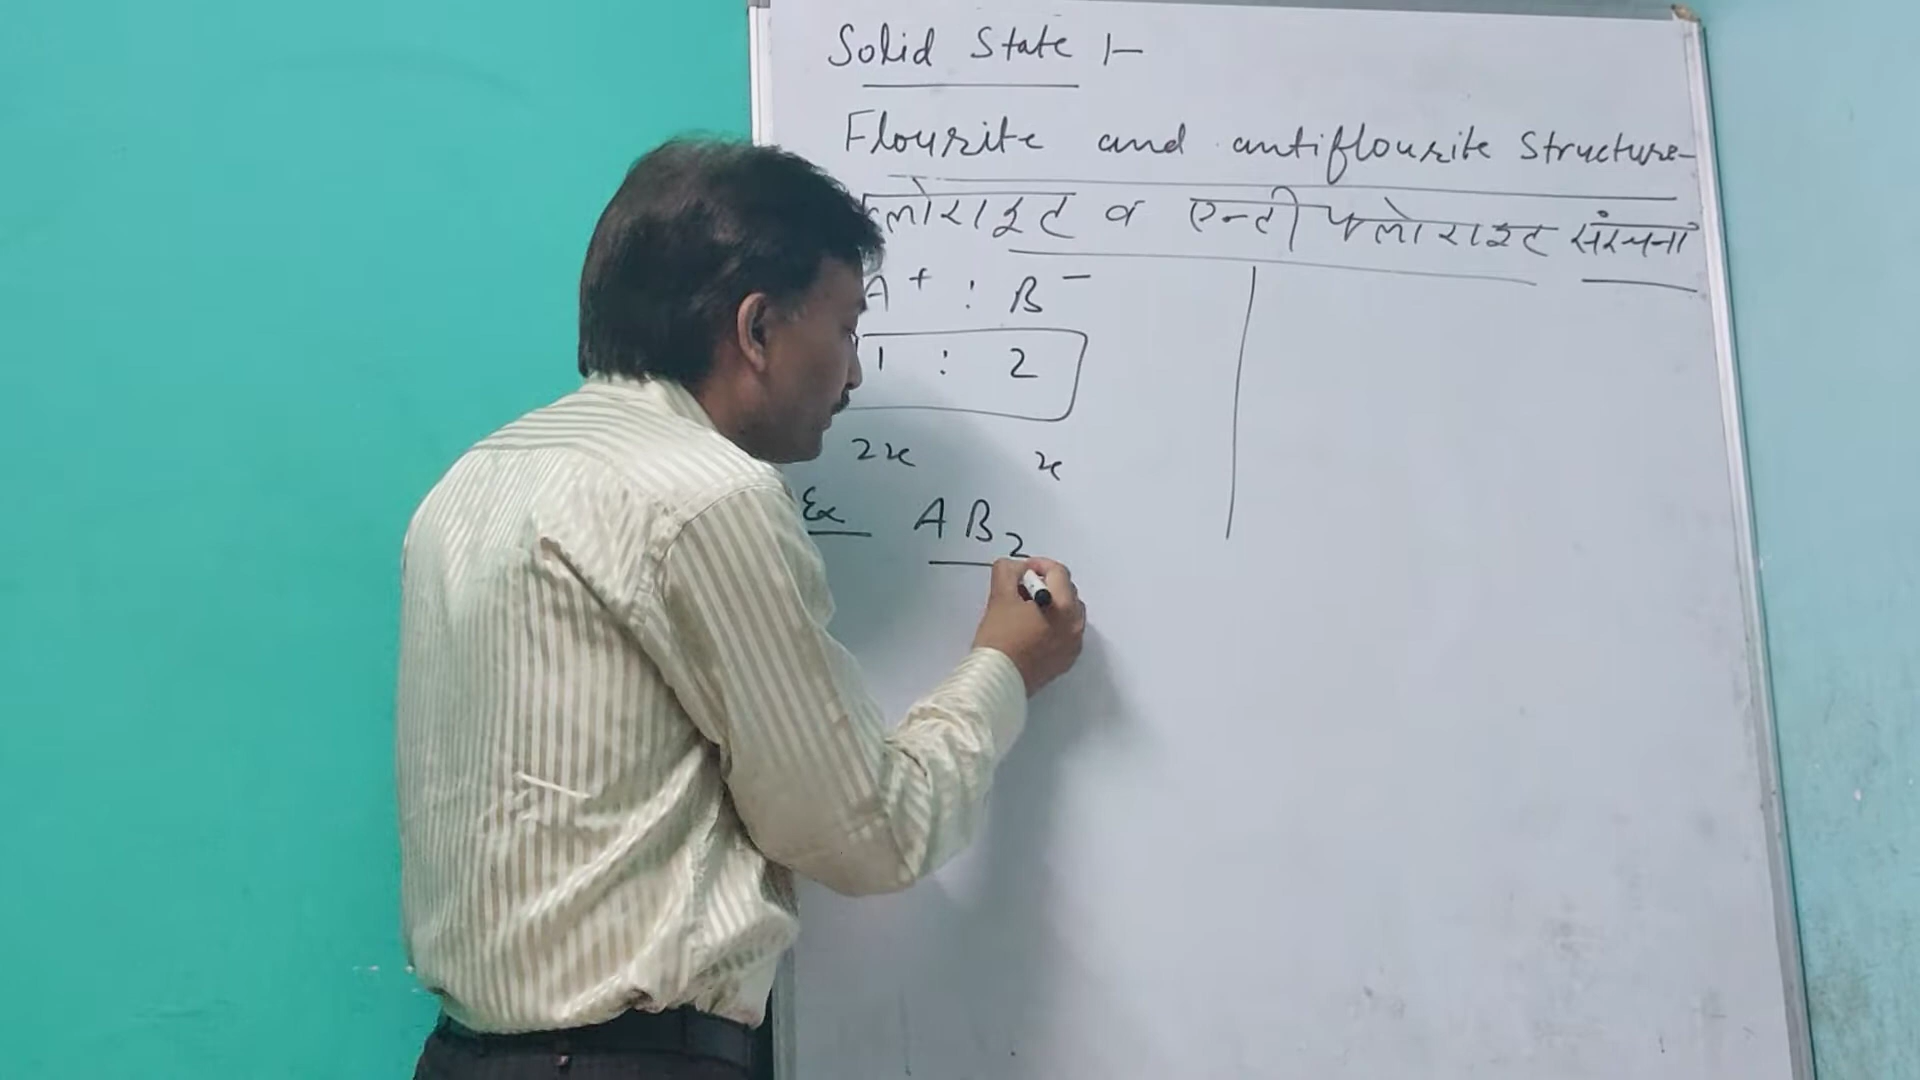 Solid State :-
Flourite and antiflourite Structure-
फ्लोराइट व एन्टी फ्लोराइट संरचना
A⁺ : B⁻
1 : 2
2x x
Ex AB₂